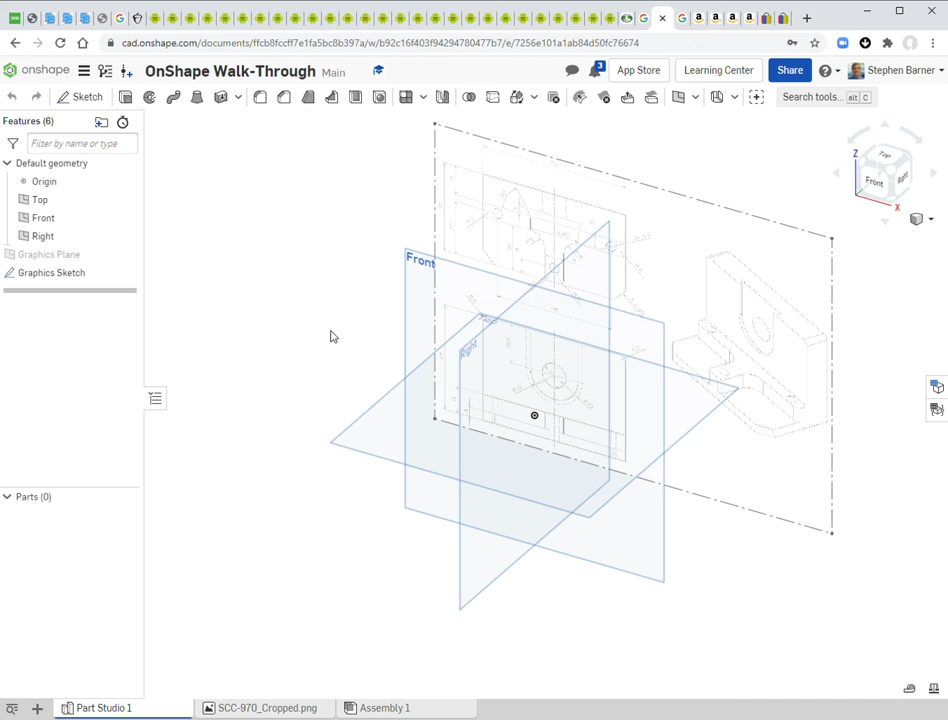 cad.onshape.com/documents/ffcb8fccff7e1fa5bc8b397a/w/b92c16f403f94294780477b7/e/7256e101a1ab84d50fc76674
onshape
OnShape Walk-Through Main
3
App Store
Learning Center
Share
Stephen Barner
Sketch
Search tools... alt C
Features (6)
Filter by name or type
Default geometry
Origin
Top
Front
Right
Graphics Plane
Graphics Sketch
Parts (0)
Front
Top
Right
Z
Top
Front
Right
X
Part Studio 1
SCC-970_Cropped.png
Assembly 1